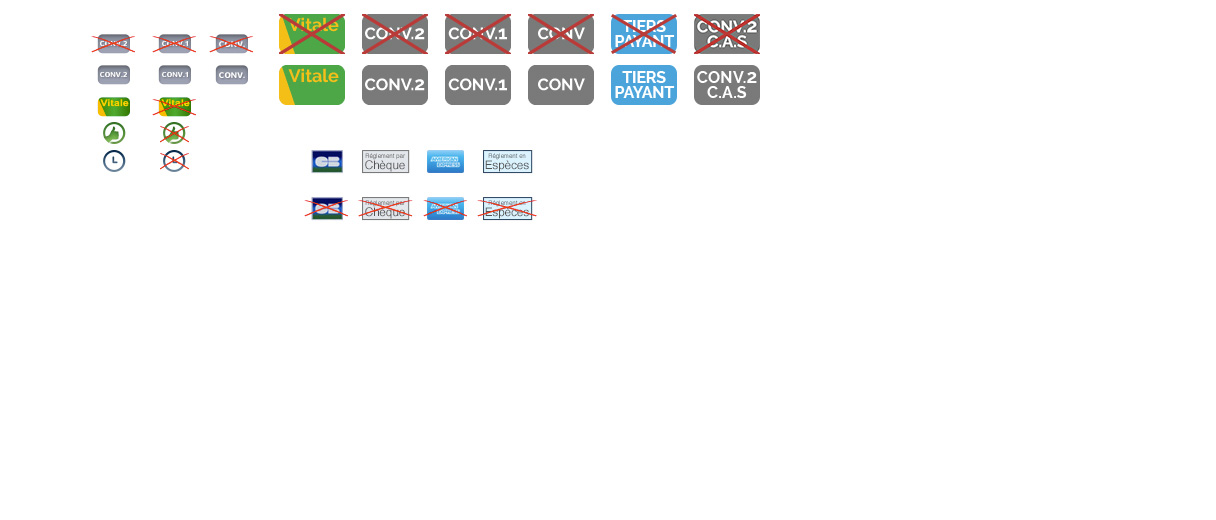 Vitale CONV.2 CONV.1 CONV TIERS PAYANT CONV.2 C.A.S
CONV.2 CONV.1 CONV.
Vitale CONV.2 CONV.1 CONV TIERS PAYANT CONV.2 C.A.S
CONV.2 CONV.1 CONV.
Vitale Vitale
CB Règlement par Chèque AMERICAN EXPRESS Règlement en Espèces
CB Règlement par Chèque AMERICAN EXPRESS Règlement en Espèces